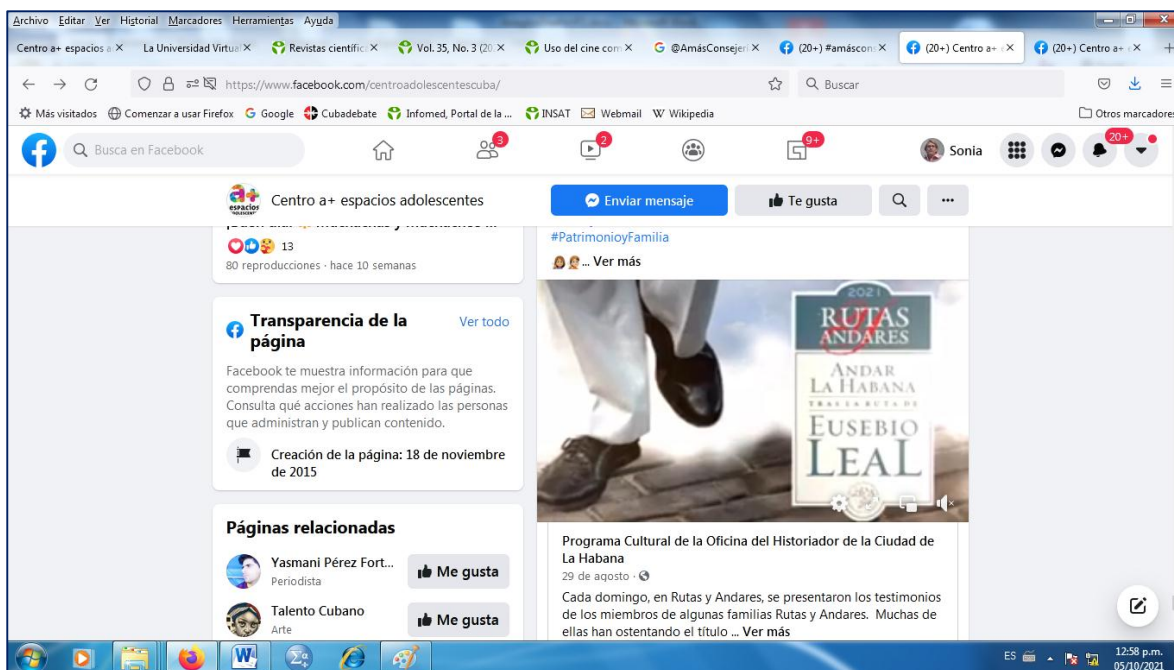 Archivo Editar Ver Historial Marcadores Herramientas Ayuda
Centro a+ espacios a
La Universidad Virtual
Revistas científic
Vol. 35, No. 3 (20
Uso del cine com
@AmásConsejeri
(20+) #amáscon
(20+) Centro a+ e
(20+) Centro a+ e
https://www.facebook.com/centroadolescentescuba/
Buscar
Más visitados Comenzar a usar Firefox Google Cubadebate Infomed, Portal de la ... INSAT Webmail Wikipedia Otros marcadores
Busca en Facebook
3
2
9+
Sonia
20+
a+
espacios
Centro a+ espacios adolescentes
Enviar mensaje
Te gusta
13
80 reproducciones · hace 10 semanas
Transparencia de la
página
Ver todo
Facebook te muestra información para que
comprendas mejor el propósito de las páginas.
Consulta qué acciones han realizado las personas
que administran y publican contenido.
Creación de la página: 18 de noviembre
de 2015
Páginas relacionadas
Yasmani Pérez Fort...
Periodista
Me gusta
Talento Cubano
Arte
Me gusta
#PatrimonioyFamilia
... Ver más
2021
RUTAS
Y
ANDARES
ANDAR
LA HABANA
TRAS LA RUTA DE
EUSEBIO
LEAL
Programa Cultural de la Oficina del Historiador de la Ciudad de
La Habana
29 de agosto ·
Cada domingo, en Rutas y Andares, se presentaron los testimonios
de los miembros de algunas familias Rutas y Andares. Muchas de
ellas han ostentando el título ... Ver más
ES
12:58 p.m.
05/10/2021